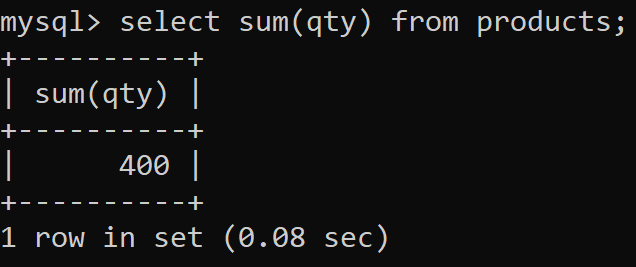 mysql> select sum(qty) from products;
+----------+
| sum(qty) |
+----------+
|      400 |
+----------+
1 row in set (0.08 sec)